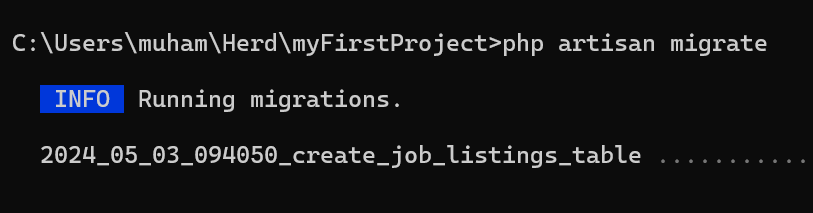 C:\Users\muham\Herd\myFirstProject>php artisan migrate
INFO Running migrations.
2024_05_03_094050_create_job_listings_table ...........